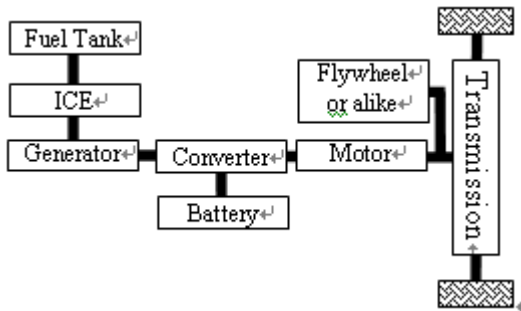 Fuel Tank
ICE
Generator
Converter
Battery
Flywheel
or alike
Motor
Transmission